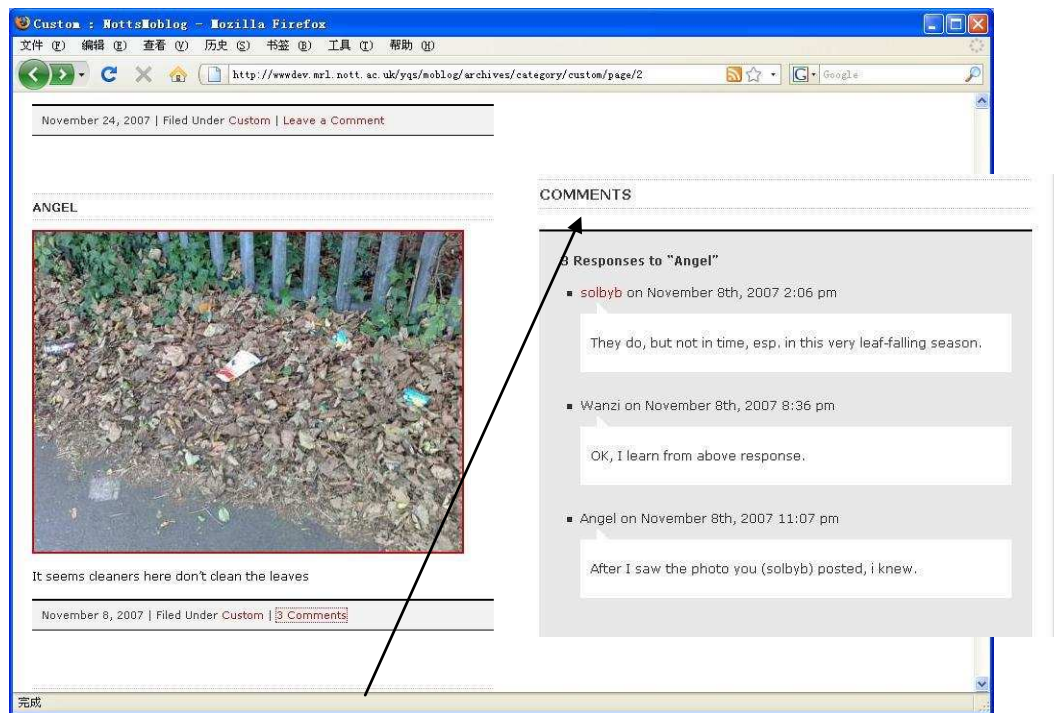 Custom : NottsMoblog - Mozilla Firefox
文件 (F) 编辑 (E) 查看 (V) 历史 (S) 书签 (B) 工具 (T) 帮助 (H)
http://wwwdev.mrl.nott.ac.uk/yqs/moblog/archives/category/custom/page/2
G Google
November 24, 2007 | Filed Under Custom | Leave a Comment
ANGEL
It seems cleaners here don't clean the leaves
November 8, 2007 | Filed Under Custom | 3 Comments
COMMENTS
3 Responses to "Angel"
solbyb on November 8th, 2007 2:06 pm
They do, but not in time, esp. in this very leaf-falling season.
Wanzi on November 8th, 2007 8:36 pm
OK, I learn from above response.
Angel on November 8th, 2007 11:07 pm
After I saw the photo you (solbyb) posted, i knew.
完成